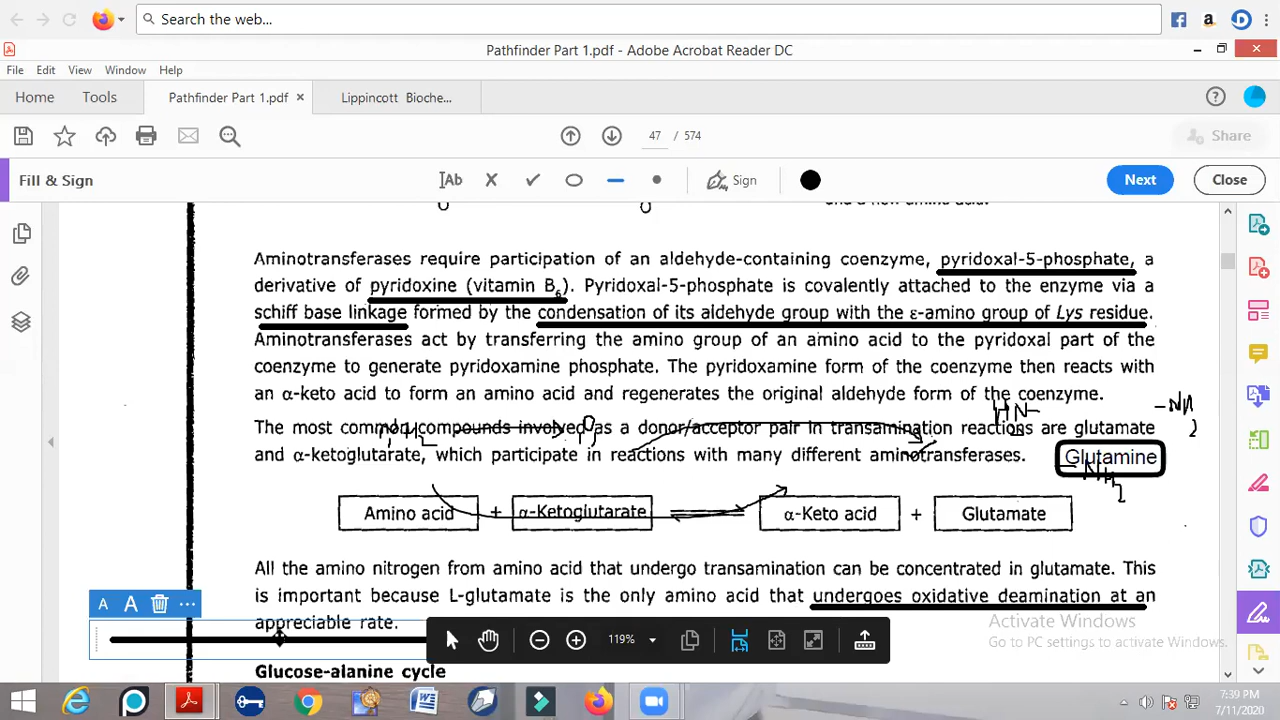 Search the web...
Pathfinder Part 1.pdf - Adobe Acrobat Reader DC
File Edit View Window Help
Home Tools Pathfinder Part 1.pdf × Lippincott Bioche...
47 / 574
Share
Fill & Sign
Ab
Sign
Next
Close
and a new amino acid.
Aminotransferases require participation of an aldehyde-containing coenzyme, pyridoxal-5-phosphate, a
derivative of pyridoxine (vitamin B6). Pyridoxal-5-phosphate is covalently attached to the enzyme via a
schiff base linkage formed by the condensation of its aldehyde group with the ε-amino group of Lys residue.
Aminotransferases act by transferring the amino group of an amino acid to the pyridoxal part of the
coenzyme to generate pyridoxamine phosphate. The pyridoxamine form of the coenzyme then reacts with
an α-keto acid to form an amino acid and regenerates the original aldehyde form of the coenzyme.
The most common compounds involved as a donor/acceptor pair in transamination reactions are glutamate
and α-ketoglutarate, which participate in reactions with many different aminotransferases.
Glutamine
NH2
Amino acid + α-Ketoglutarate α-Keto acid + Glutamate
All the amino nitrogen from amino acid that undergo transamination can be concentrated in glutamate. This
is important because L-glutamate is the only amino acid that undergoes oxidative deamination at an
appreciable rate.
A A
119%
Activate Windows
Go to PC settings to activate Windows.
Glucose-alanine cycle
7:39 PM
7/11/2020